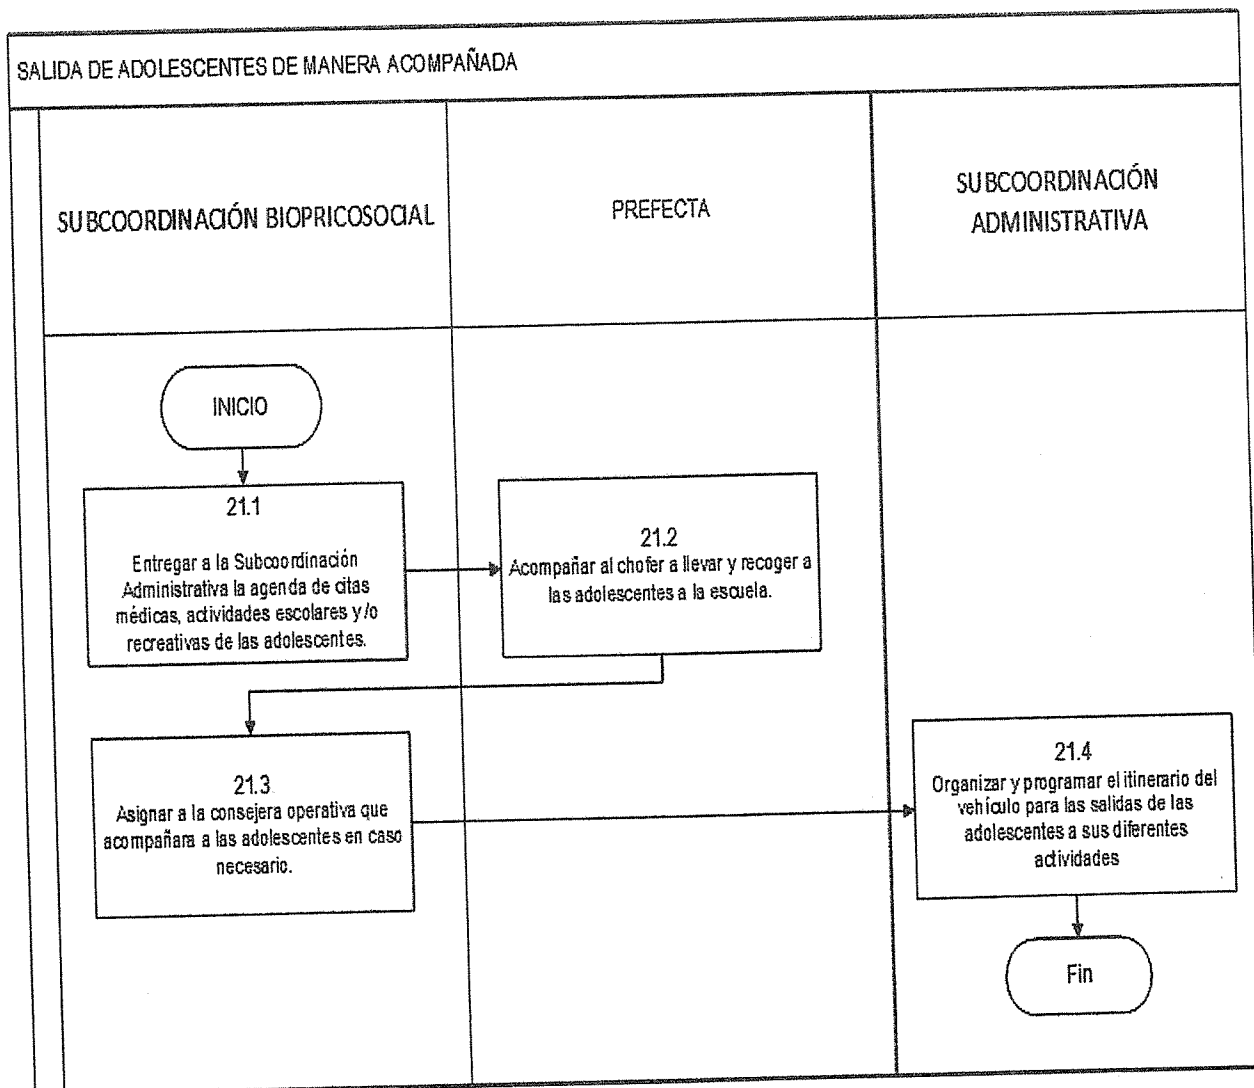 SALIDA DE ADOLESCENTES DE MANERA ACOMPAÑADA
SUBCOORDINACIÓN BIOPRICOSOCIAL
PREFECTA
SUBCOORDINACIÓN
ADMINISTRATIVA
INICIO
21.1
Entregar a la Subcoordinación
Administrativa la agenda de citas
médicas, actividades escolares y/o
recreativas de las adolescentes.
21.2
Acompañar al chofer a llevar y recoger a
las adolescentes a la escuela.
21.3
Asignar a la consejera operativa que
acompañara a las adolescentes en caso
necesario.
21.4
Organizar y programar el itinerario del
vehículo para las salidas de las
adolescentes a sus diferentes
actividades
Fin